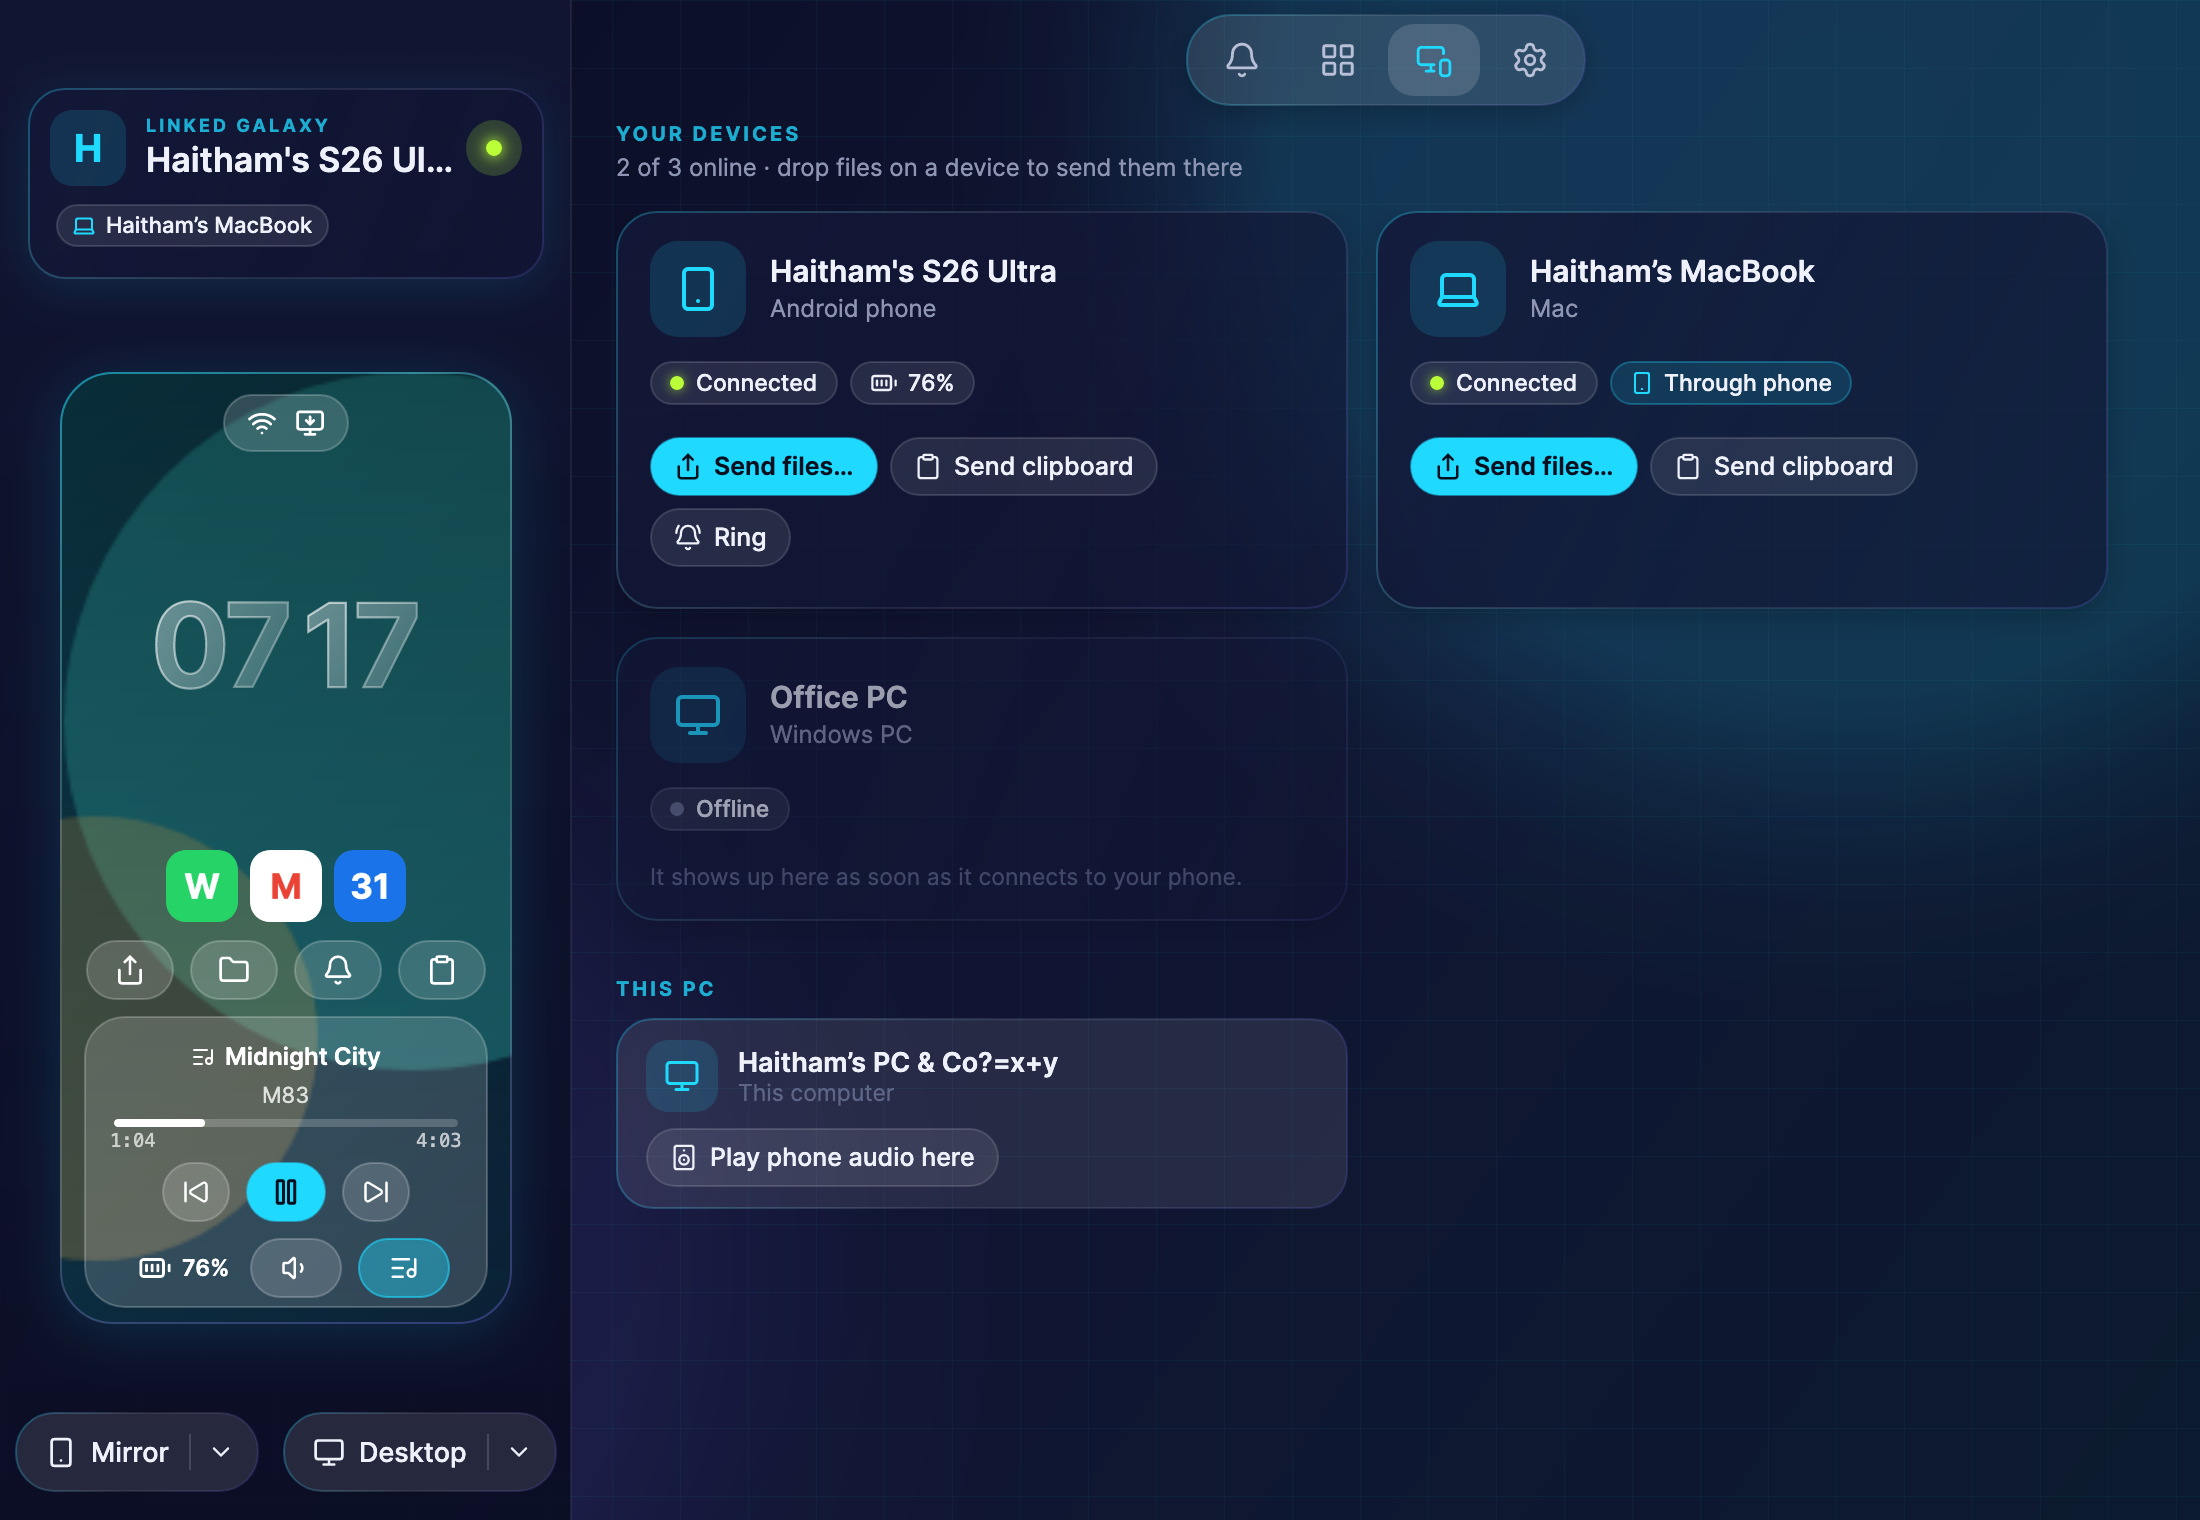 LINKED GALAXY
H
Haitham's S26 Ul...
Haitham’s MacBook
0717
W M 31
Midnight City
M83
1:04 4:03
76%
Mirror
Desktop
YOUR DEVICES
2 of 3 online · drop files on a device to send them there
Haitham's S26 Ultra
Android phone
Connected 76%
Send files... Send clipboard
Ring
Haitham’s MacBook
Mac
Connected Through phone
Send files... Send clipboard
Office PC
Windows PC
Offline
It shows up here as soon as it connects to your phone.
THIS PC
Haitham’s PC & Co?=x+y
This computer
Play phone audio here